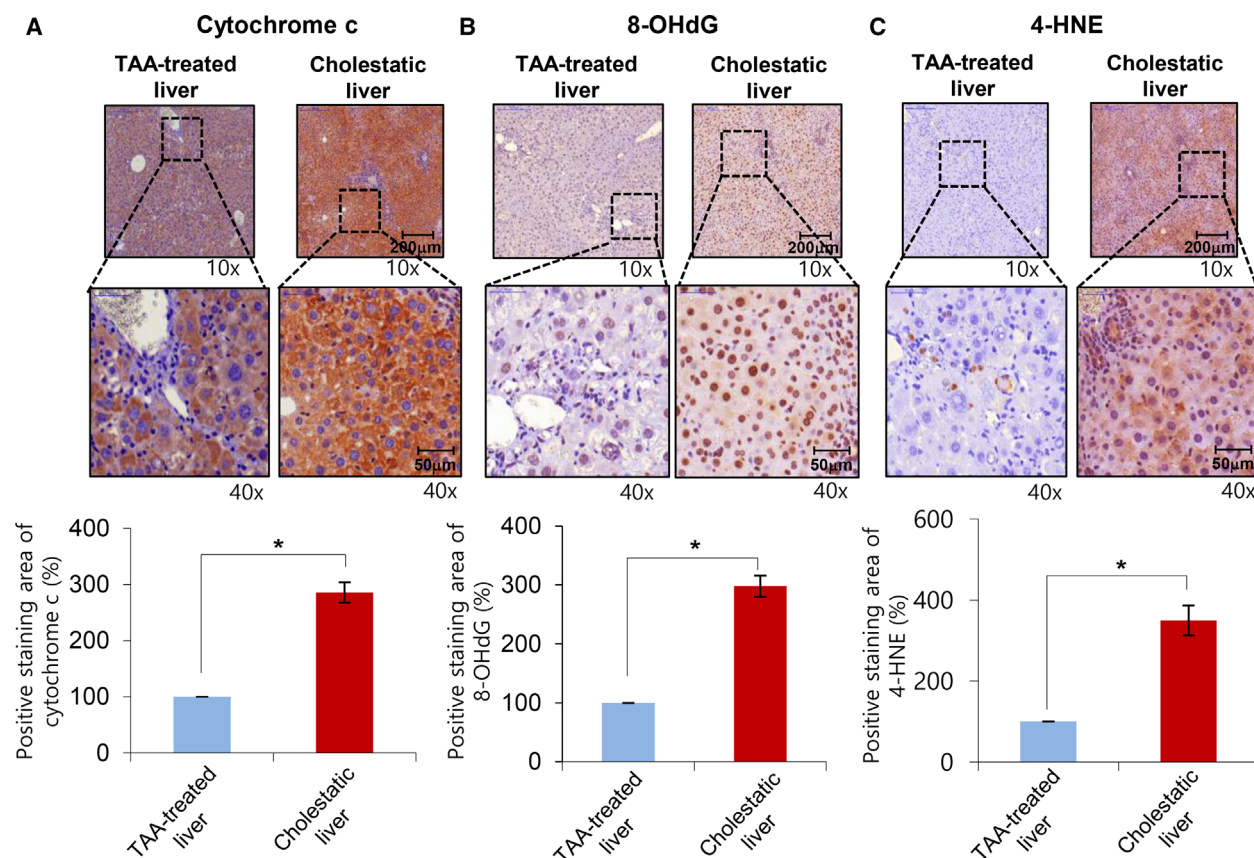 A
Cytochrome c
TAA-treated
liver
Cholestatic
liver
200μm
10x
10x
50μm
40x
40x
Positive staining area of
cytochrome c (%)
400
300
200
100
0
*
TAA-treated
liver
Cholestatic
liver
B
8-OHdG
TAA-treated
liver
Cholestatic
liver
200μm
10x
10x
50μm
40x
40x
Positive staining area of
8-OHdG (%)
400
300
200
100
0
*
TAA-treated
liver
Cholestatic
liver
C
4-HNE
TAA-treated
liver
Cholestatic
liver
200μm
10x
10x
50μm
40x
40x
Positive staining area of
4-HNE (%)
600
400
200
0
*
TAA-treated
liver
Cholestatic
liver